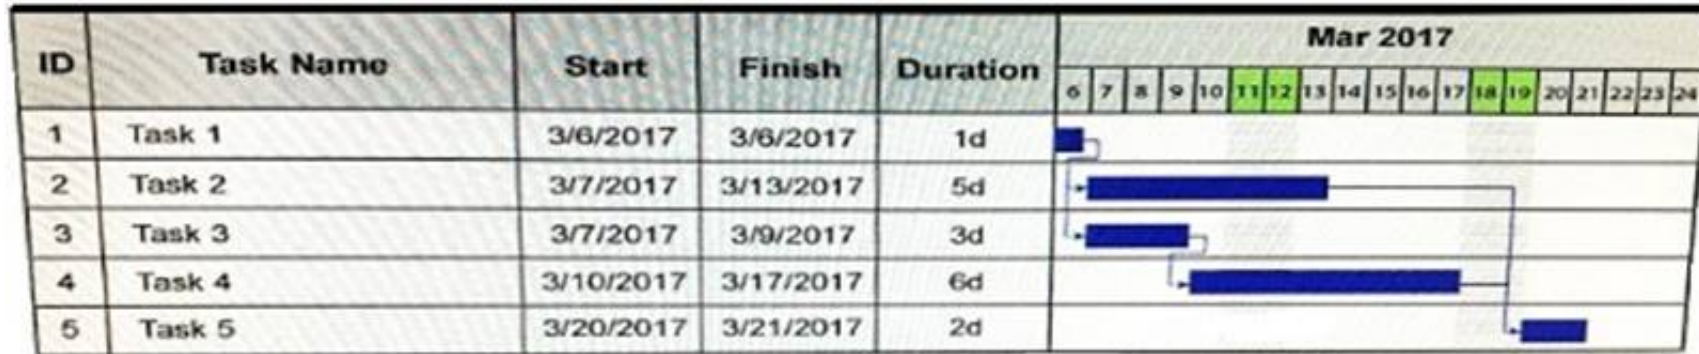 ID Task Name Start Finish Duration Mar 2017
6 7 8 9 10 11 12 13 14 15 16 17 18 19 20 21 22 23 24
1 Task 1 3/6/2017 3/6/2017 1d
2 Task 2 3/7/2017 3/13/2017 5d
3 Task 3 3/7/2017 3/9/2017 3d
4 Task 4 3/10/2017 3/17/2017 6d
5 Task 5 3/20/2017 3/21/2017 2d